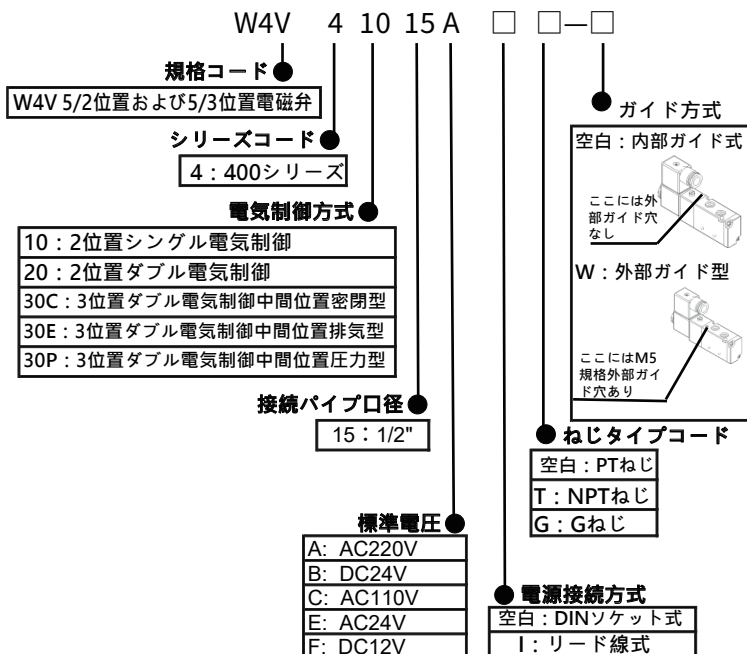 W4V 4 10 15 A □ □—□
規格コード
W4V 5/2位置および5/3位置電磁弁
シリーズコード
4：400シリーズ
電気制御方式
10：2位置シングル電気制御
20：2位置ダブル電気制御
30C：3位置ダブル電気制御中間位置密閉型
30E：3位置ダブル電気制御中間位置排気型
30P：3位置ダブル電気制御中間位置圧力型
接続パイプ口径
15：1/2"
標準電圧
A: AC220V
B: DC24V
C: AC110V
E: AC24V
F: DC12V
ガイド方式
空白：内部ガイド式
ここには外
部ガイド穴
なし
W：外部ガイド型
ここにはM5
規格外部ガイ
ド穴あり
ねじタイプコード
空白：PTねじ
T：NPTねじ
G：Gねじ
電源接続方式
空白：DINソケット式
I：リード線式